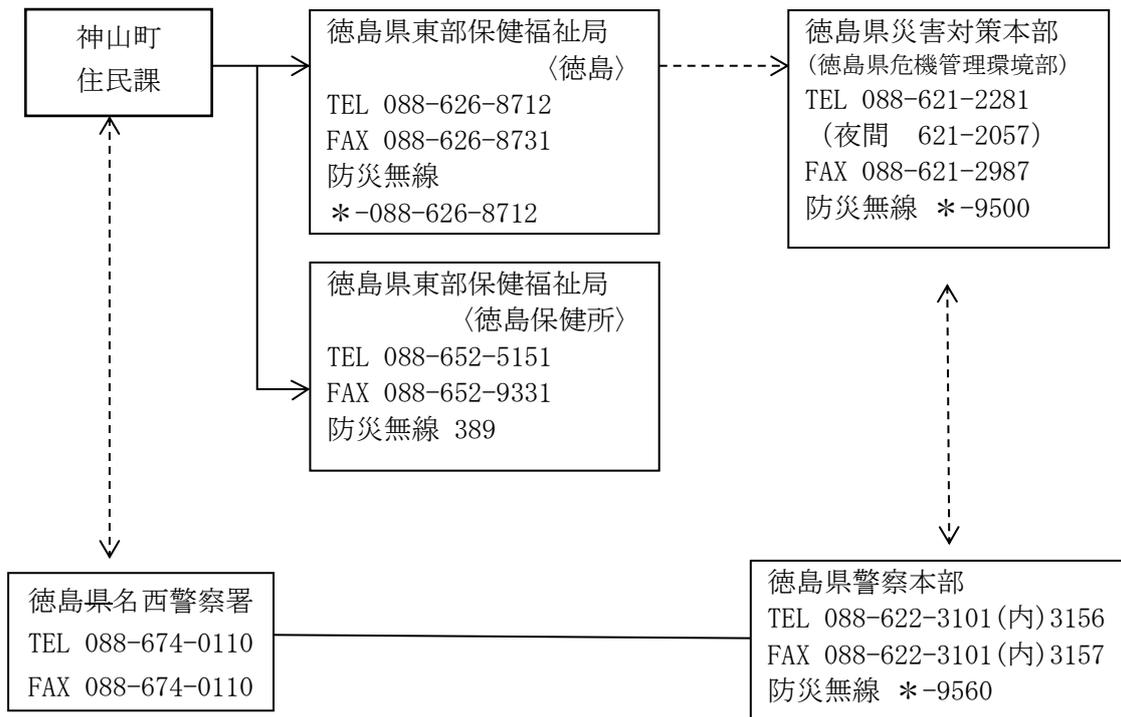 神山町
住民課
徳島県東部保健福祉局
〈徳島〉
TEL 088-626-8712
FAX 088-626-8731
防災無線
＊-088-626-8712
徳島県災害対策本部
(徳島県危機管理環境部)
TEL 088-621-2281
(夜間　621-2057)
FAX 088-621-2987
防災無線 ＊-9500
徳島県東部保健福祉局
〈徳島保健所〉
TEL 088-652-5151
FAX 088-652-9331
防災無線 389
徳島県名西警察署
TEL 088-674-0110
FAX 088-674-0110
徳島県警察本部
TEL 088-622-3101(内)3156
FAX 088-622-3101(内)3157
防災無線 ＊-9560